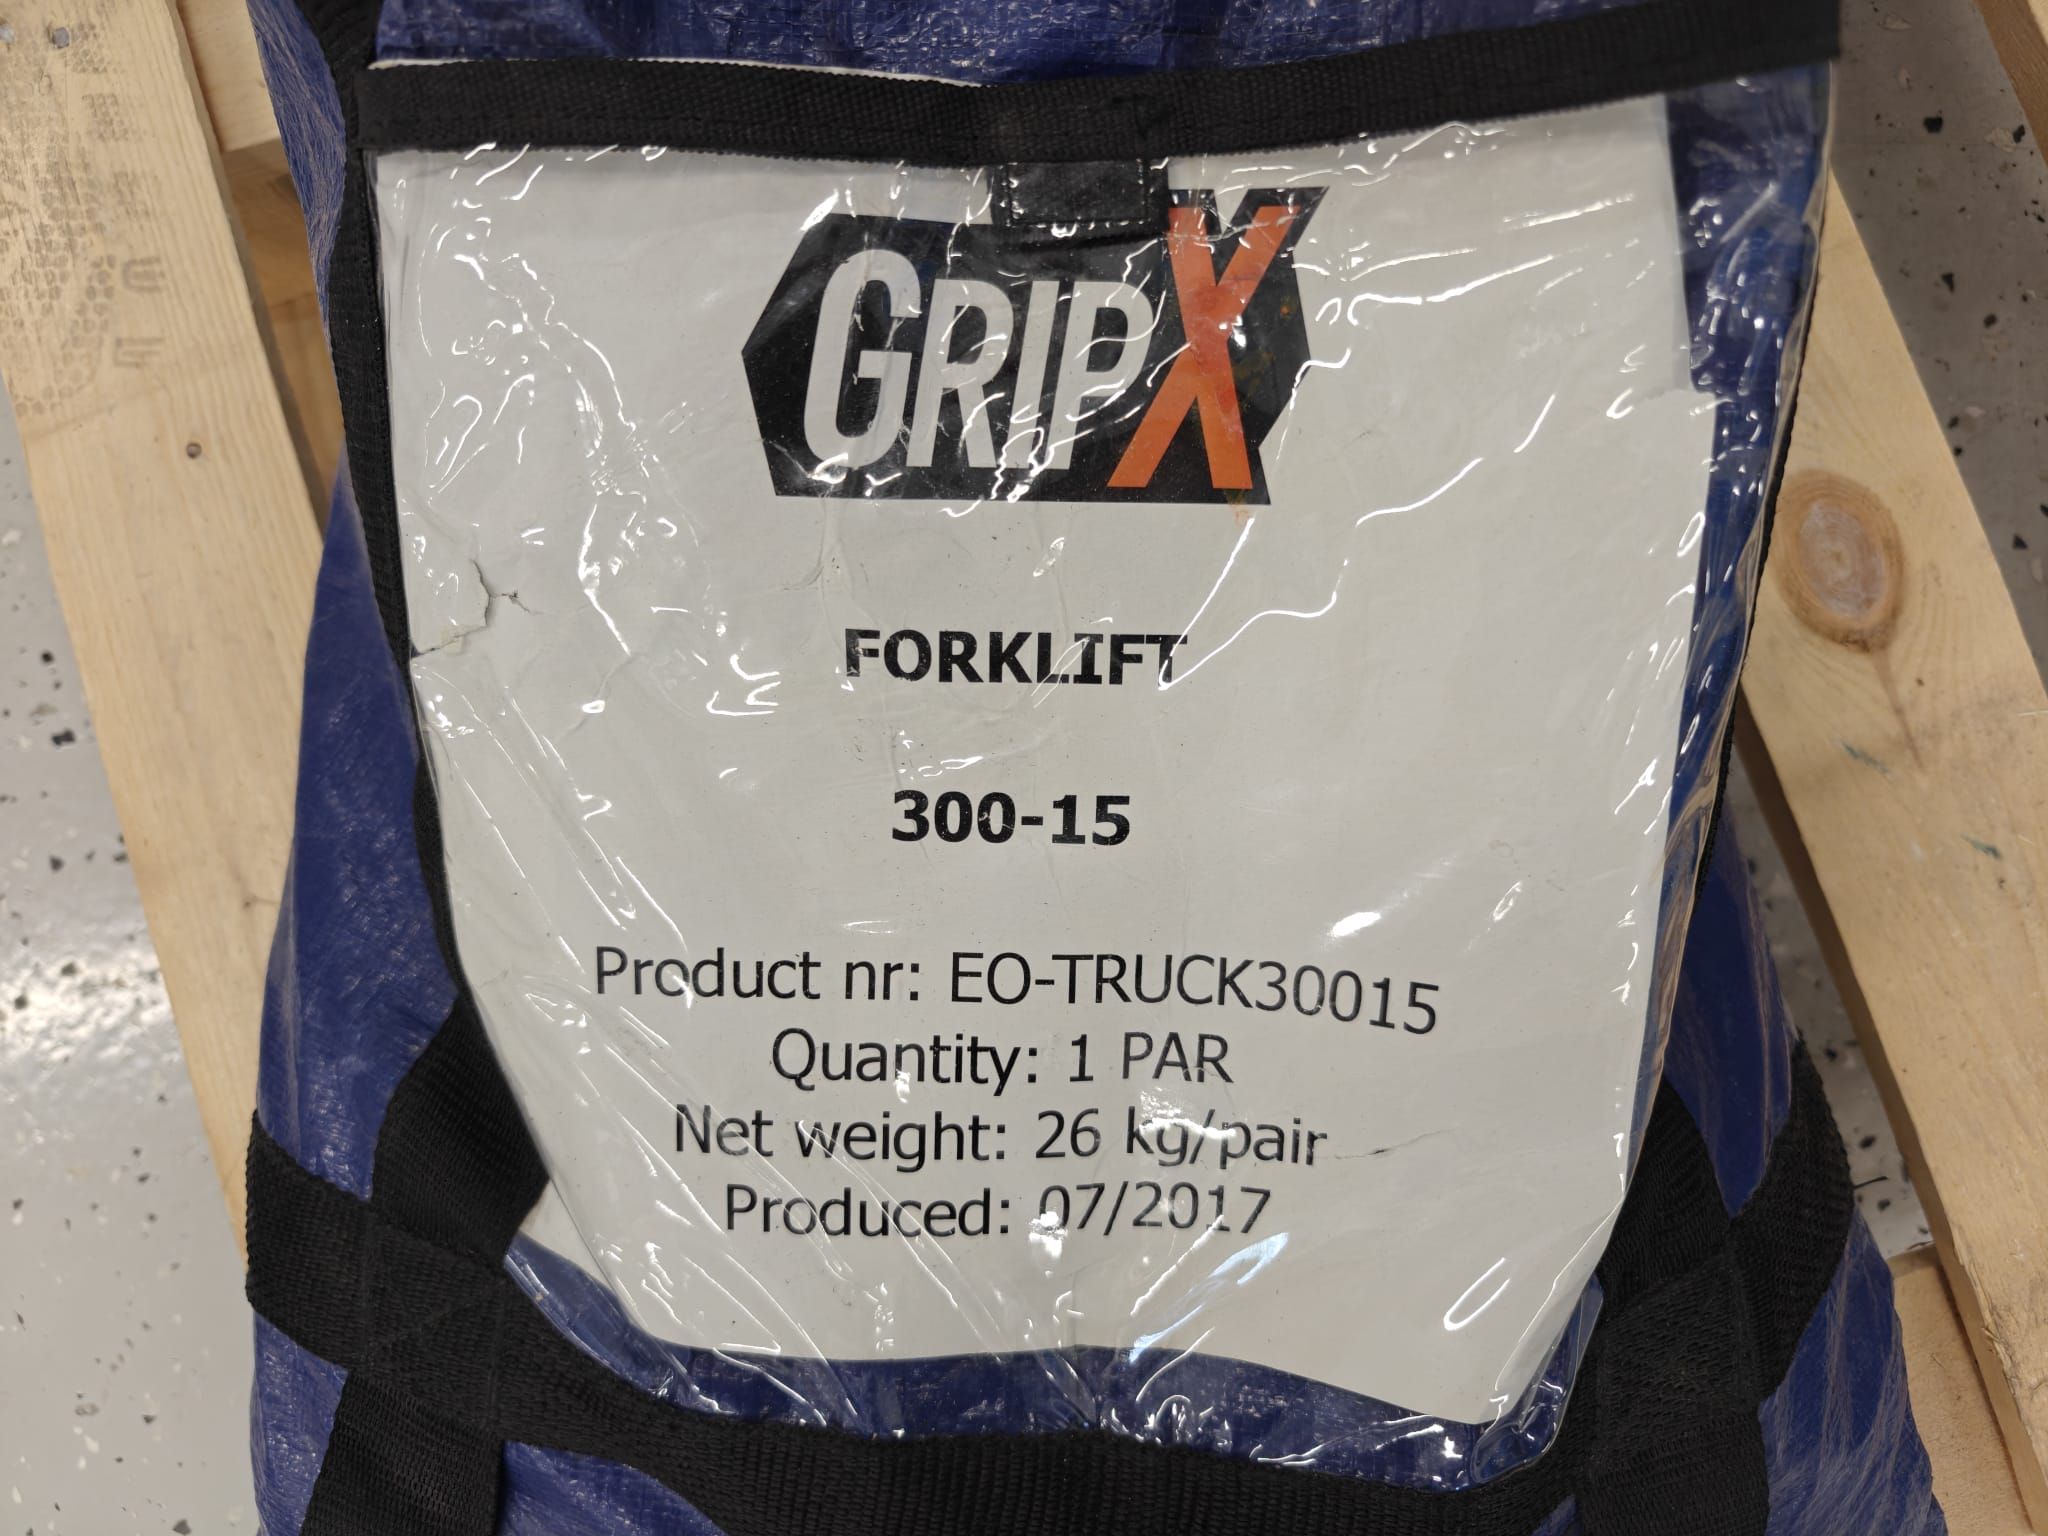 GRIPX
FORKLIFT
300-15
Product nr: EO-TRUCK30015
Quantity: 1 PAR
Net weight: 26 kg/pair
Produced: 07/2017